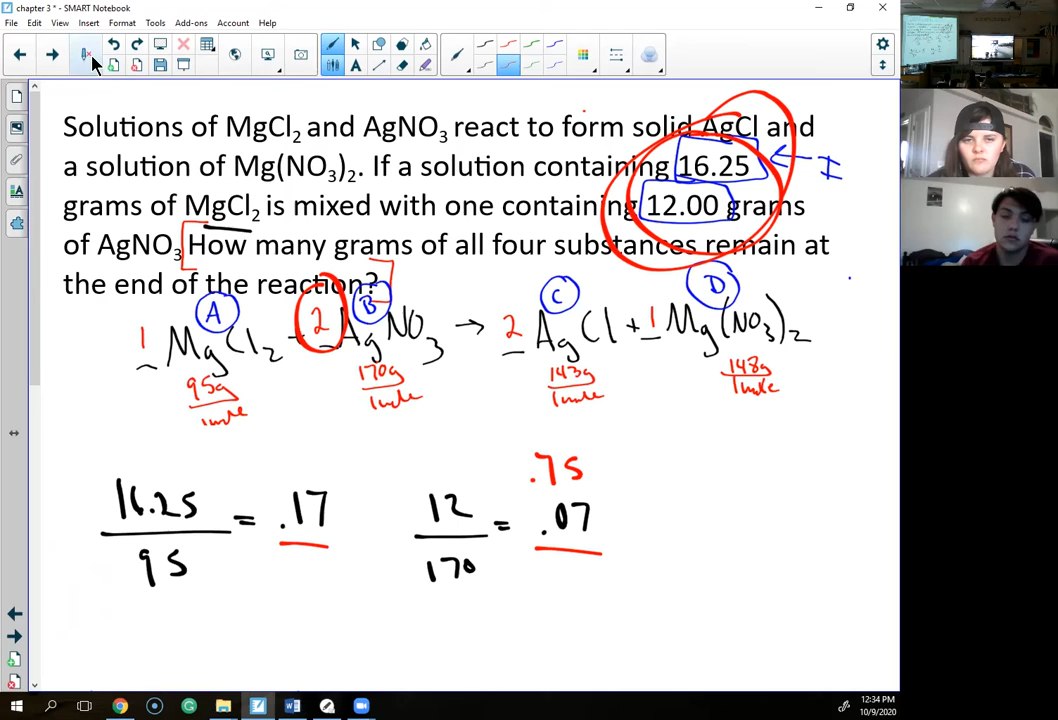 chapter 3 * - SMART Notebook
File Edit View Insert Format Tools Add-ons Account Help
Solutions of MgCl₂ and AgNO₃ react to form solid AgCl and
a solution of Mg(NO₃)₂. If a solution containing 16.25
I
grams of MgCl₂ is mixed with one containing 12.00 grams
of AgNO₃ How many grams of all four substances remain at
the end of the reaction?
A B C D
1 MgCl₂ + 2 AgNO₃ → 2 AgCl + 1 Mg(NO₃)₂
95g 170g 143g 148g
1mole 1mole 1mole 1mole
.75
16.25 = .17 12 = .07
95 170
12:34 PM
10/9/2020